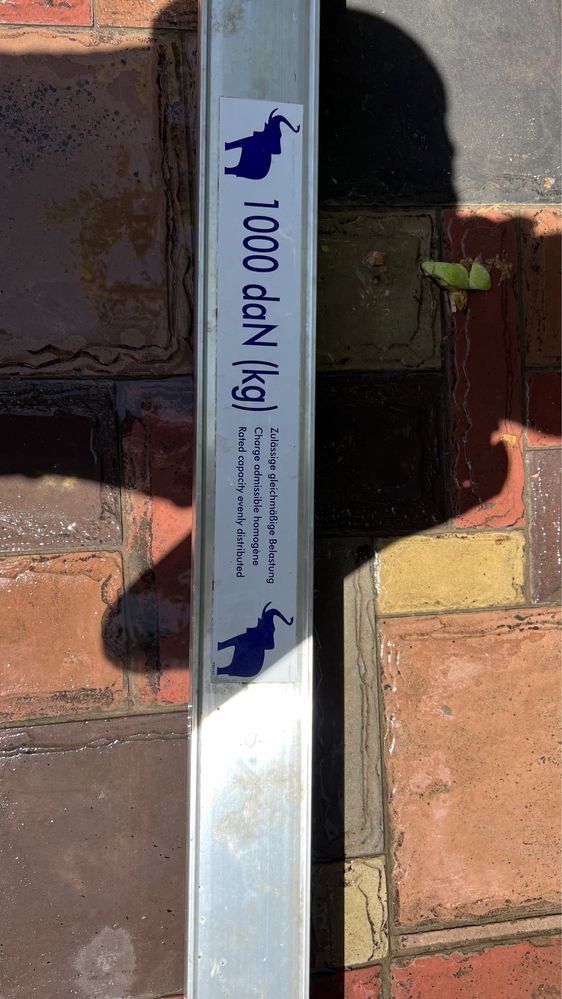 1000 daN (kg)
Zulässige gleichmäßige Belastung
Charge admissible homogène
Rated capacity evenly distributed